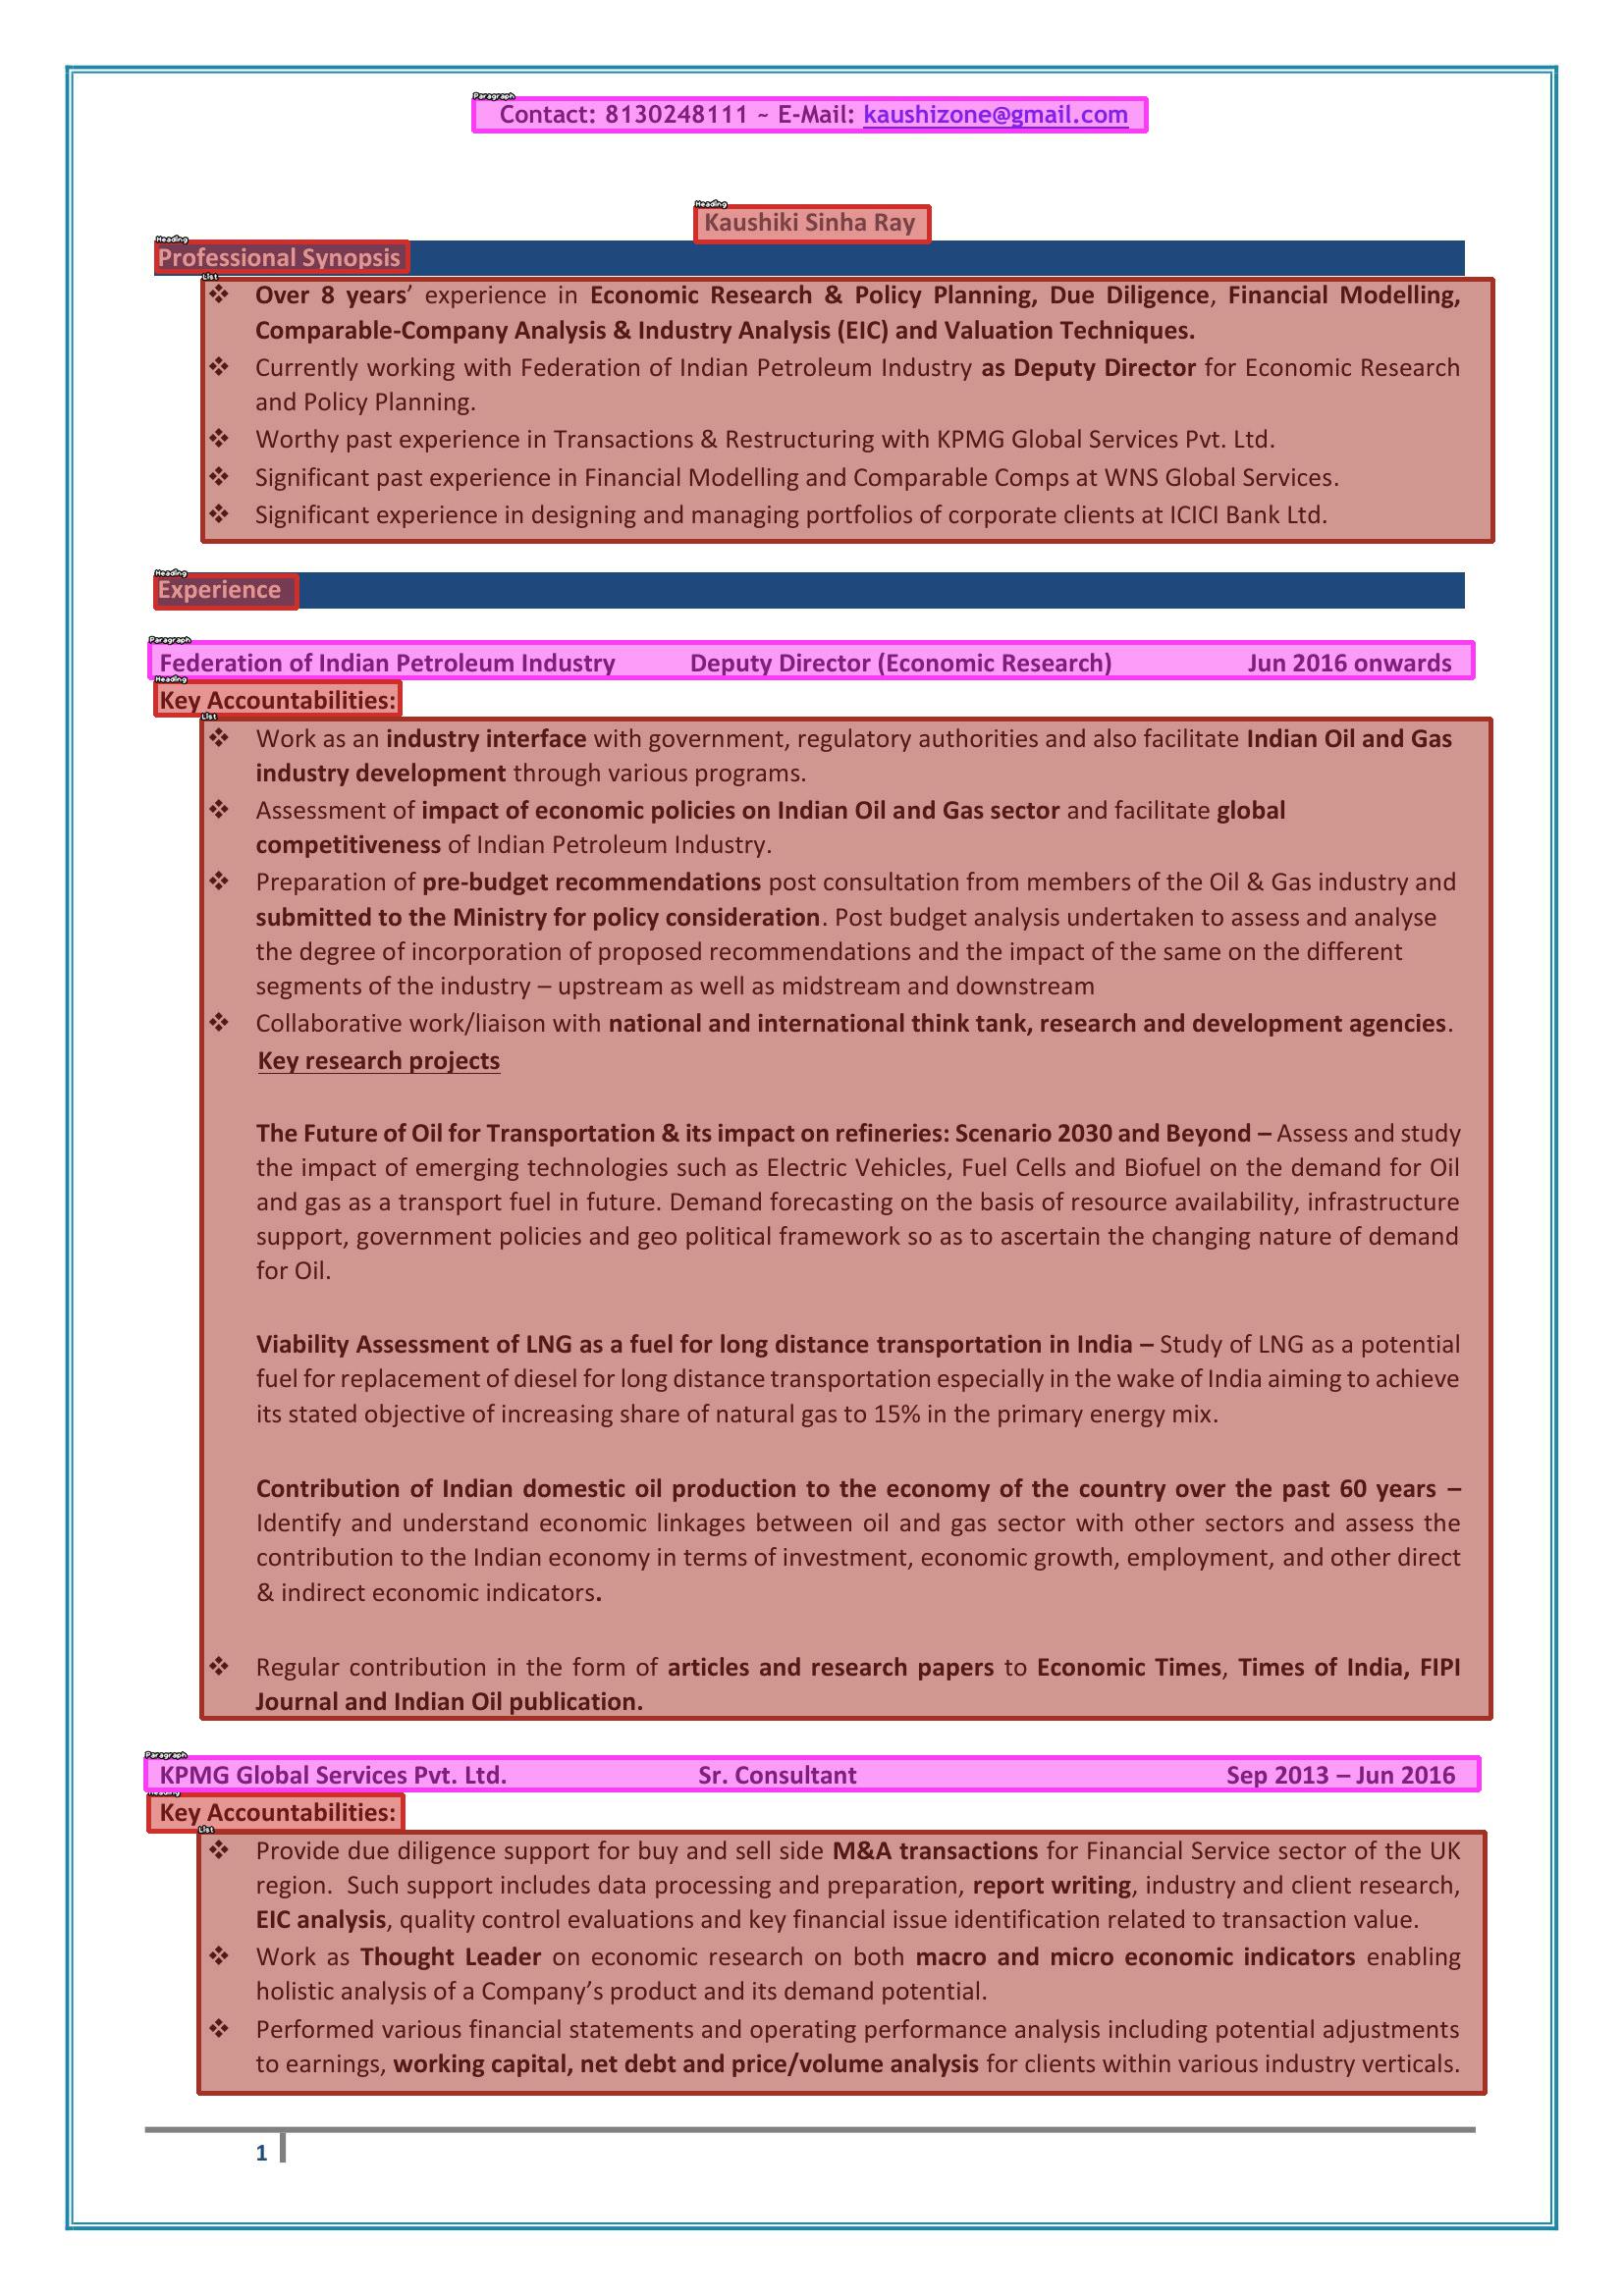 Paragraph
Contact: 8130248111 ~ E-Mail: kaushizone@gmail.com
Heading
Kaushiki Sinha Ray
Heading
Professional Synopsis
List
❖ Over 8 years’ experience in Economic Research & Policy Planning, Due Diligence, Financial Modelling,
Comparable-Company Analysis & Industry Analysis (EIC) and Valuation Techniques.
❖ Currently working with Federation of Indian Petroleum Industry as Deputy Director for Economic Research
and Policy Planning.
❖ Worthy past experience in Transactions & Restructuring with KPMG Global Services Pvt. Ltd.
❖ Significant past experience in Financial Modelling and Comparable Comps at WNS Global Services.
❖ Significant experience in designing and managing portfolios of corporate clients at ICICI Bank Ltd.
Heading
Experience
Paragraph
Federation of Indian Petroleum Industry Deputy Director (Economic Research) Jun 2016 onwards
Heading
Key Accountabilities:
List
❖ Work as an industry interface with government, regulatory authorities and also facilitate Indian Oil and Gas
industry development through various programs.
❖ Assessment of impact of economic policies on Indian Oil and Gas sector and facilitate global
competitiveness of Indian Petroleum Industry.
❖ Preparation of pre-budget recommendations post consultation from members of the Oil & Gas industry and
submitted to the Ministry for policy consideration. Post budget analysis undertaken to assess and analyse
the degree of incorporation of proposed recommendations and the impact of the same on the different
segments of the industry – upstream as well as midstream and downstream
❖ Collaborative work/liaison with national and international think tank, research and development agencies.
Key research projects
The Future of Oil for Transportation & its impact on refineries: Scenario 2030 and Beyond – Assess and study
the impact of emerging technologies such as Electric Vehicles, Fuel Cells and Biofuel on the demand for Oil
and gas as a transport fuel in future. Demand forecasting on the basis of resource availability, infrastructure
support, government policies and geo political framework so as to ascertain the changing nature of demand
for Oil.
Viability Assessment of LNG as a fuel for long distance transportation in India – Study of LNG as a potential
fuel for replacement of diesel for long distance transportation especially in the wake of India aiming to achieve
its stated objective of increasing share of natural gas to 15% in the primary energy mix.
Contribution of Indian domestic oil production to the economy of the country over the past 60 years –
Identify and understand economic linkages between oil and gas sector with other sectors and assess the
contribution to the Indian economy in terms of investment, economic growth, employment, and other direct
& indirect economic indicators.
❖ Regular contribution in the form of articles and research papers to Economic Times, Times of India, FIPI
Journal and Indian Oil publication.
Paragraph
KPMG Global Services Pvt. Ltd. Sr. Consultant Sep 2013 – Jun 2016
Heading
Key Accountabilities:
List
❖ Provide due diligence support for buy and sell side M&A transactions for Financial Service sector of the UK
region. Such support includes data processing and preparation, report writing, industry and client research,
EIC analysis, quality control evaluations and key financial issue identification related to transaction value.
❖ Work as Thought Leader on economic research on both macro and micro economic indicators enabling
holistic analysis of a Company’s product and its demand potential.
❖ Performed various financial statements and operating performance analysis including potential adjustments
to earnings, working capital, net debt and price/volume analysis for clients within various industry verticals.
1